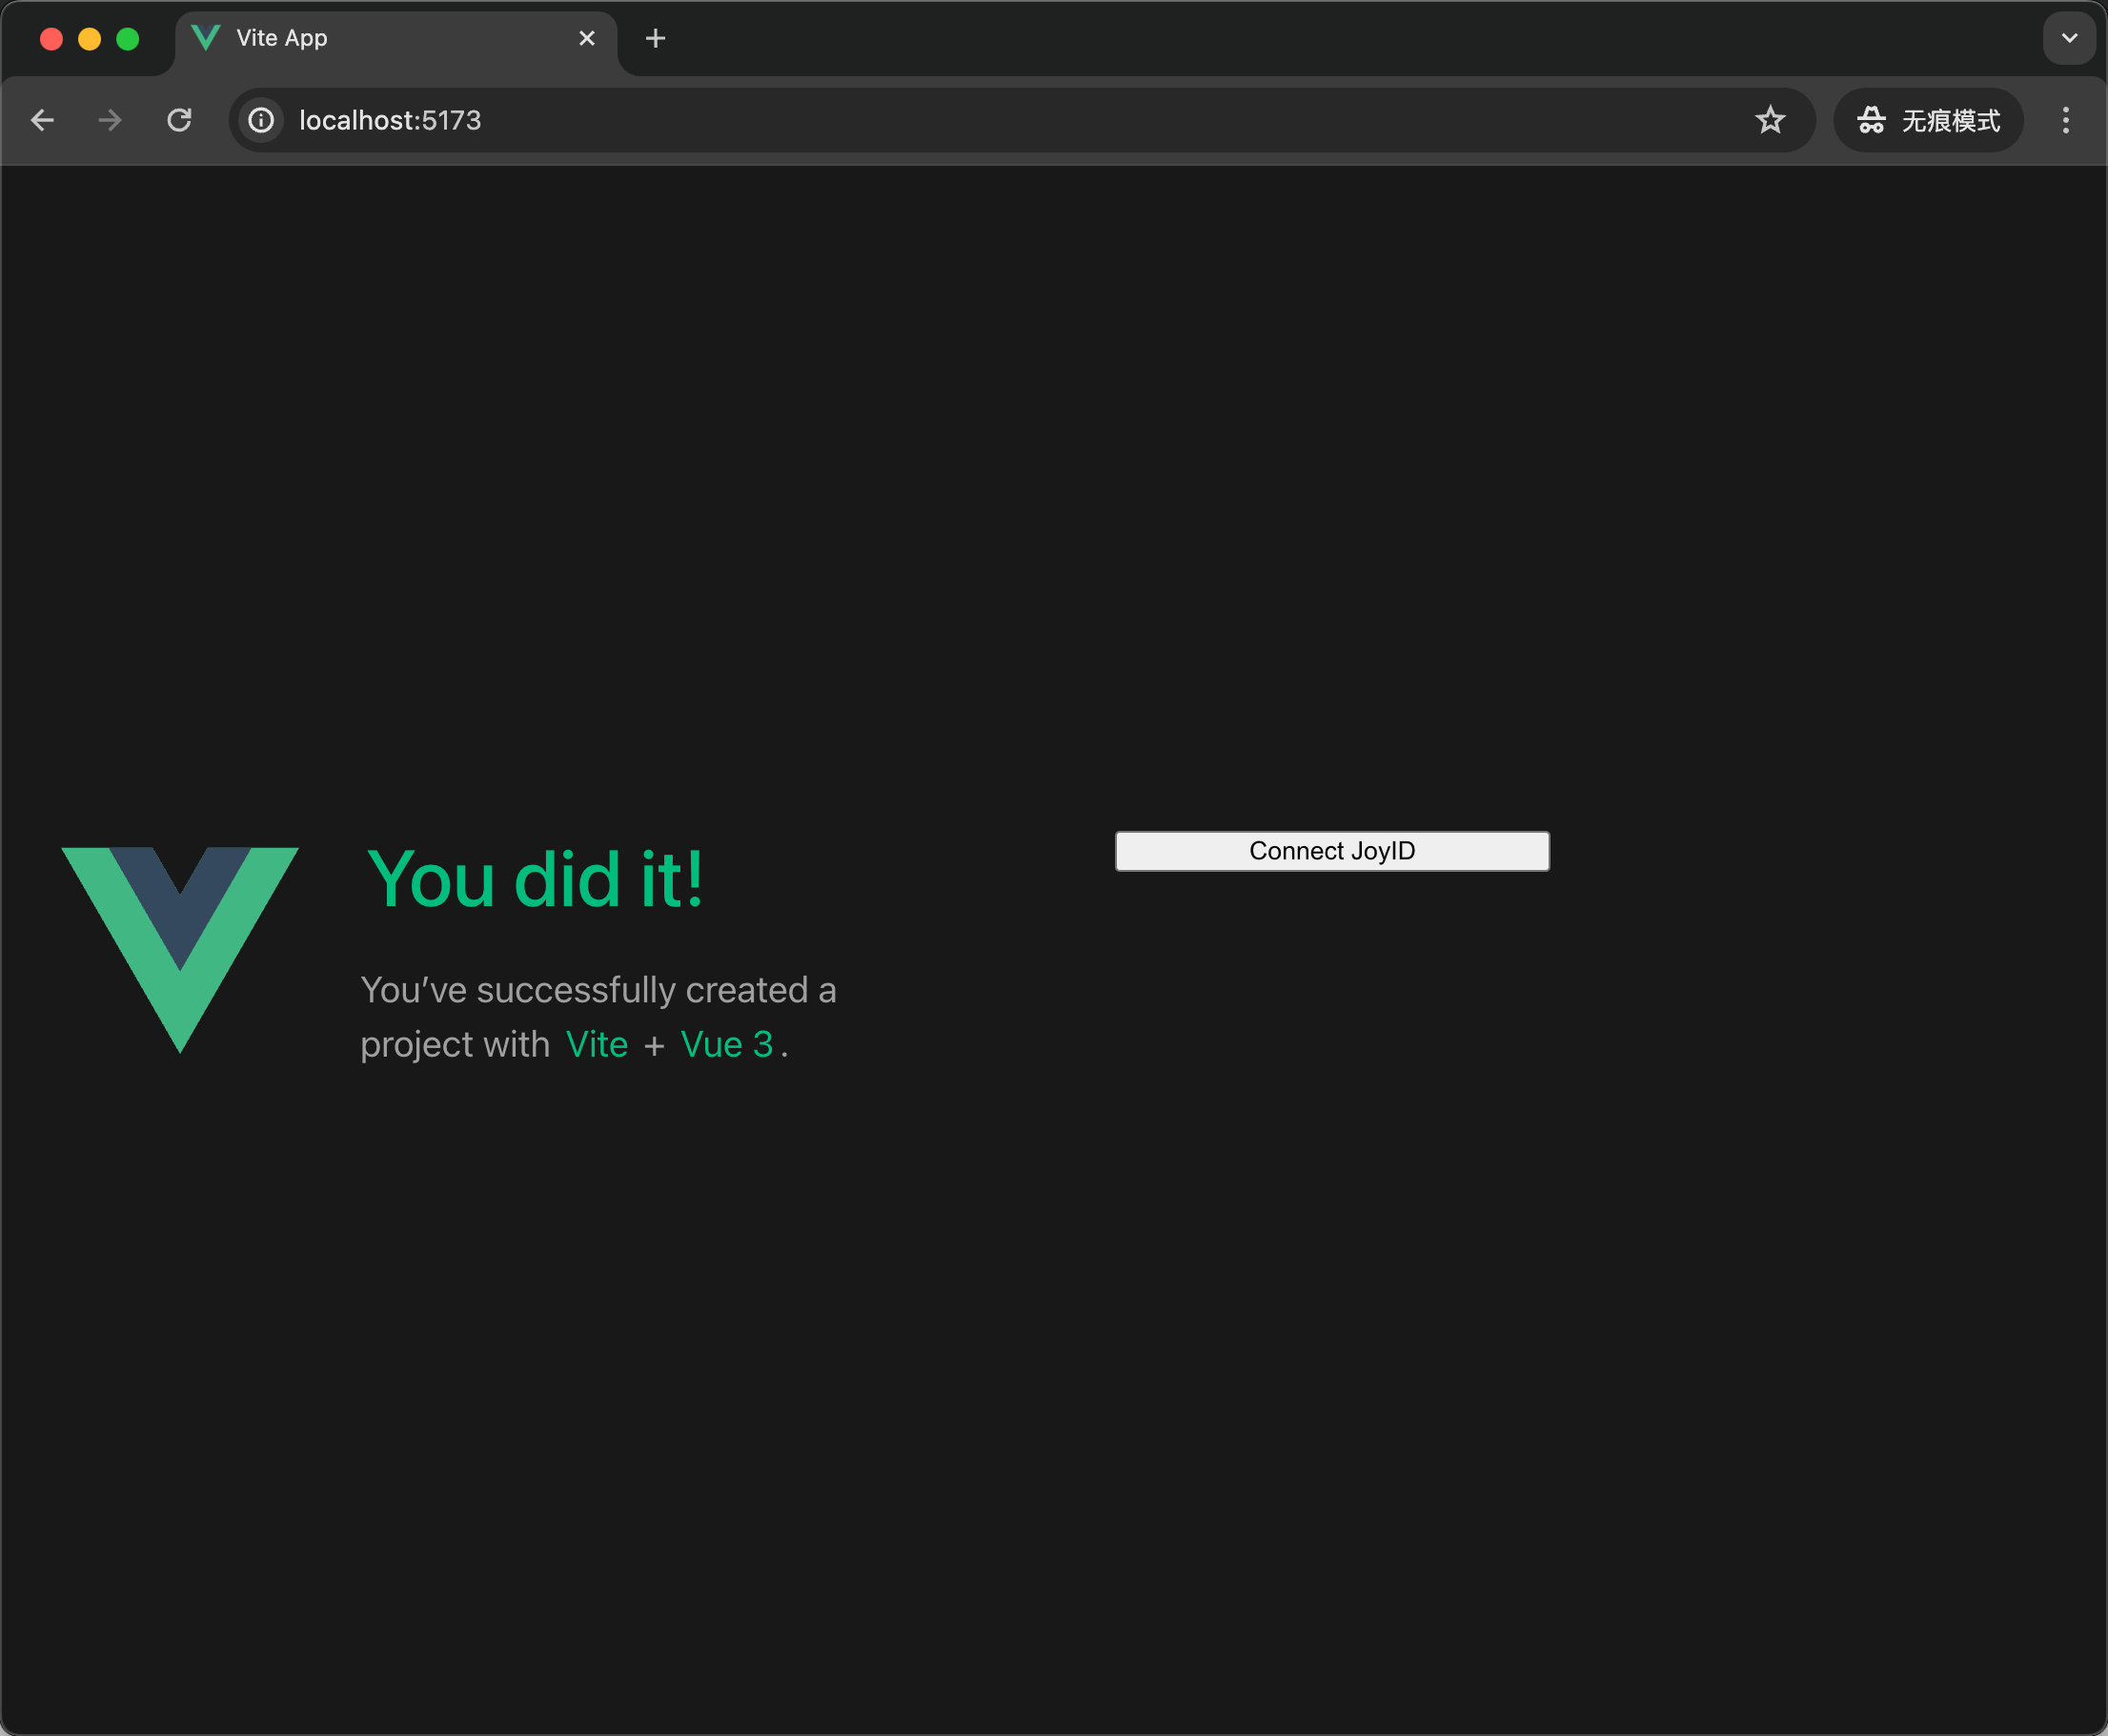 Vite App
localhost:5173
无痕模式
You did it!
You’ve successfully created a
project with Vite + Vue 3.
Connect JoyID